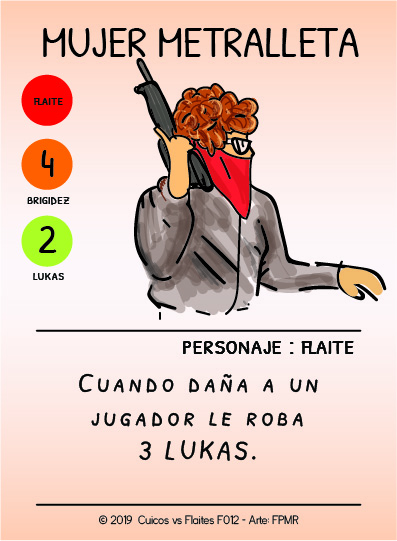 MUJER METRALLETA
FLAITE
4
BRIGIDEZ
2
LUKAS
PERSONAJE : FLAITE
CUANDO DAÑA A UN
JUGADOR LE ROBA
3 LUKAS.
© 2019 Cuicos vs Flaites F012 - Arte: FPMR